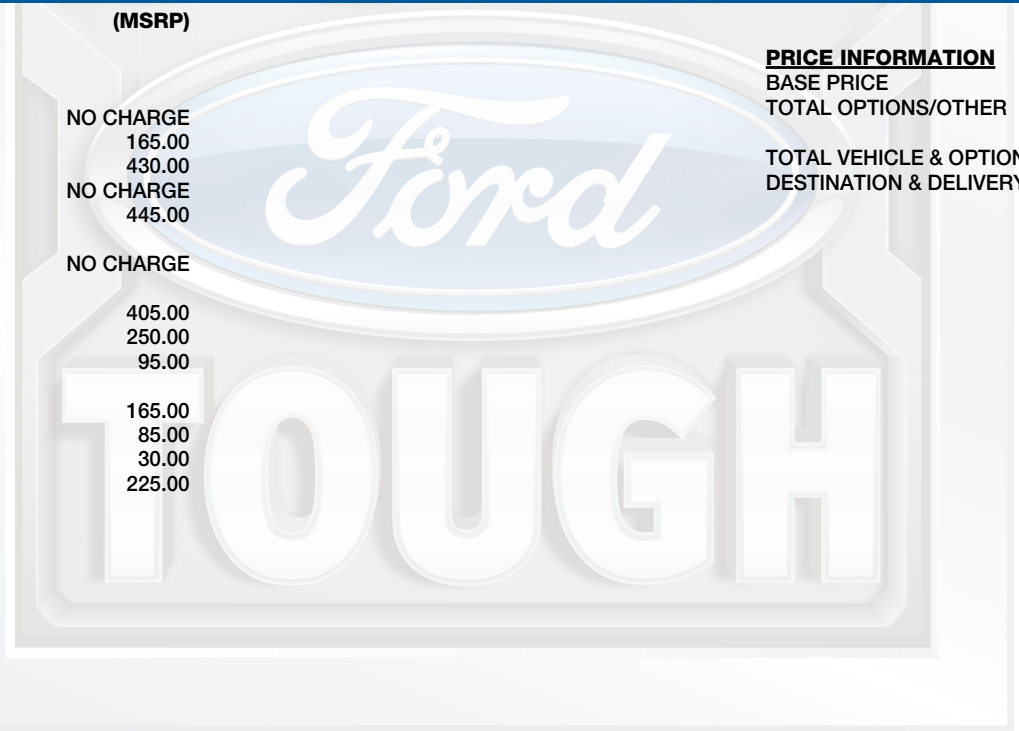 (MSRP)
NO CHARGE
165.00
430.00
NO CHARGE
445.00
NO CHARGE
405.00
250.00
95.00
165.00
85.00
30.00
225.00
PRICE INFORMATION
BASE PRICE
TOTAL OPTIONS/OTHER
TOTAL VEHICLE & OPTION
DESTINATION & DELIVERY
Ford
TOUGH